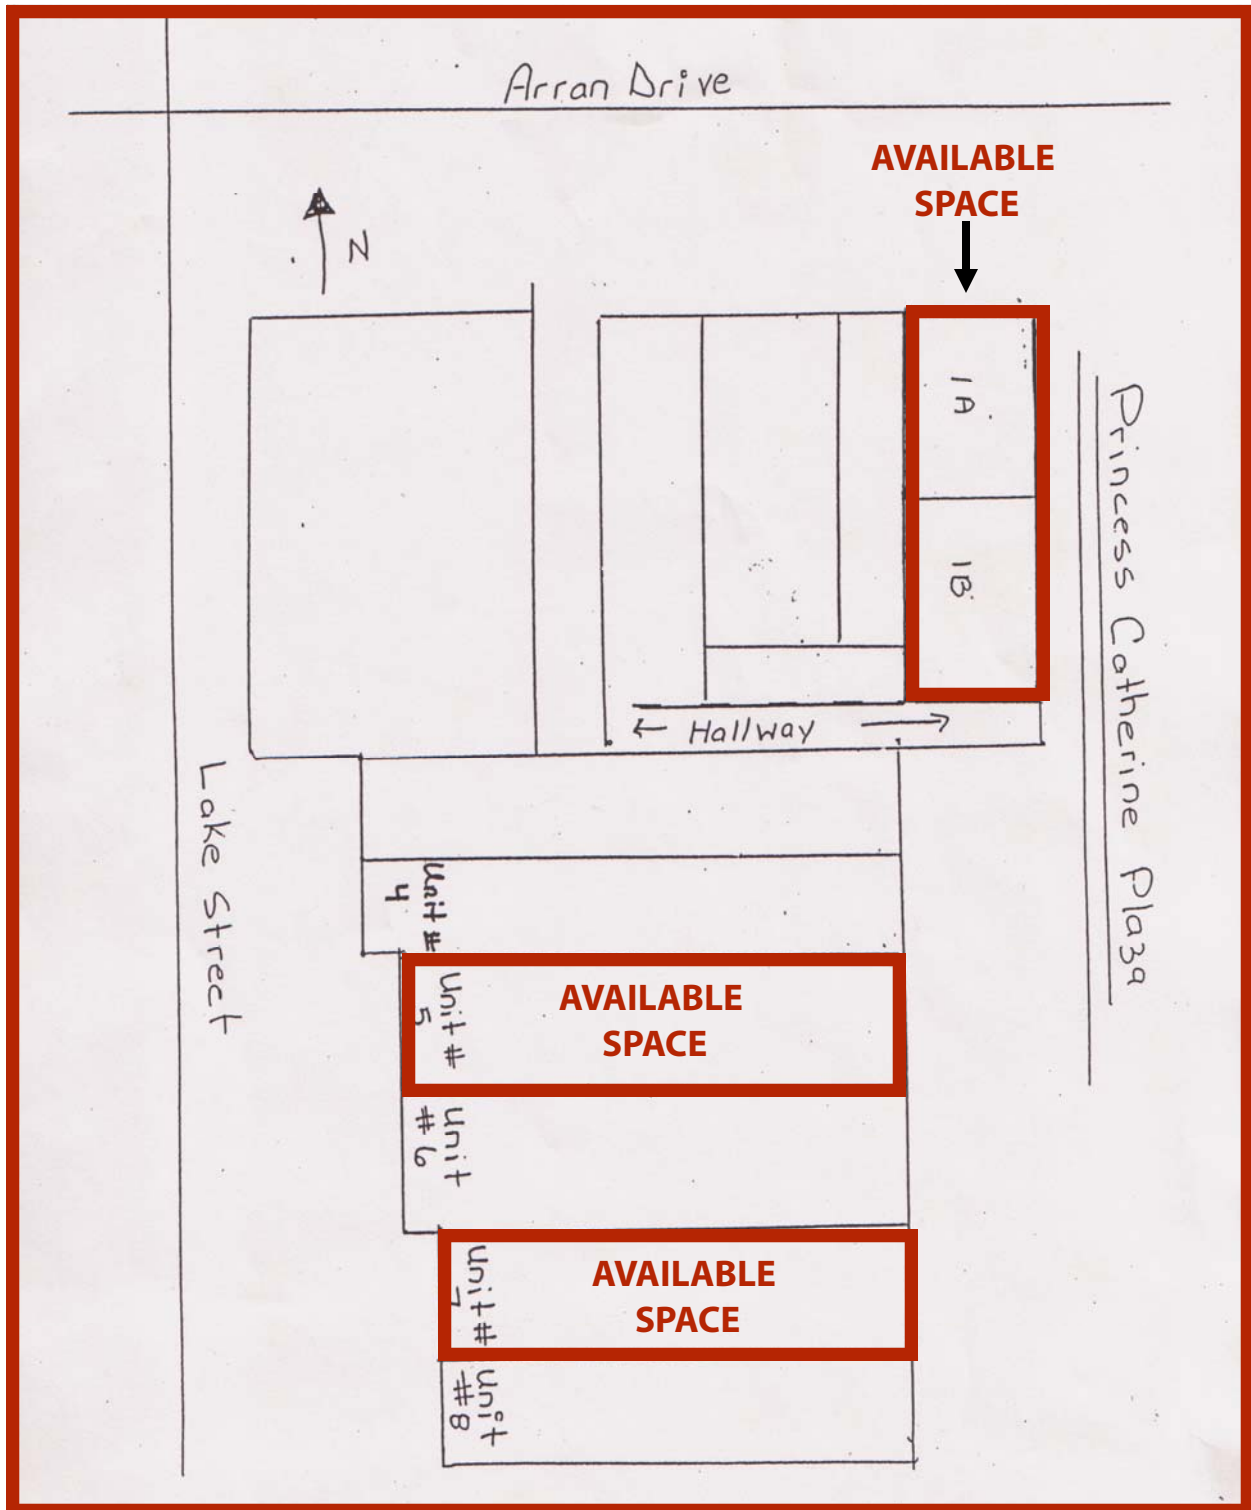 Arran Drive
AVAILABLE
SPACE
N
1A
1B
Princess Catherine Plaza
← Hallway →
Lake Street
Unit #
4
Unit #
5
AVAILABLE
SPACE
Unit
#6
Unit #
7
AVAILABLE
SPACE
Unit
#8